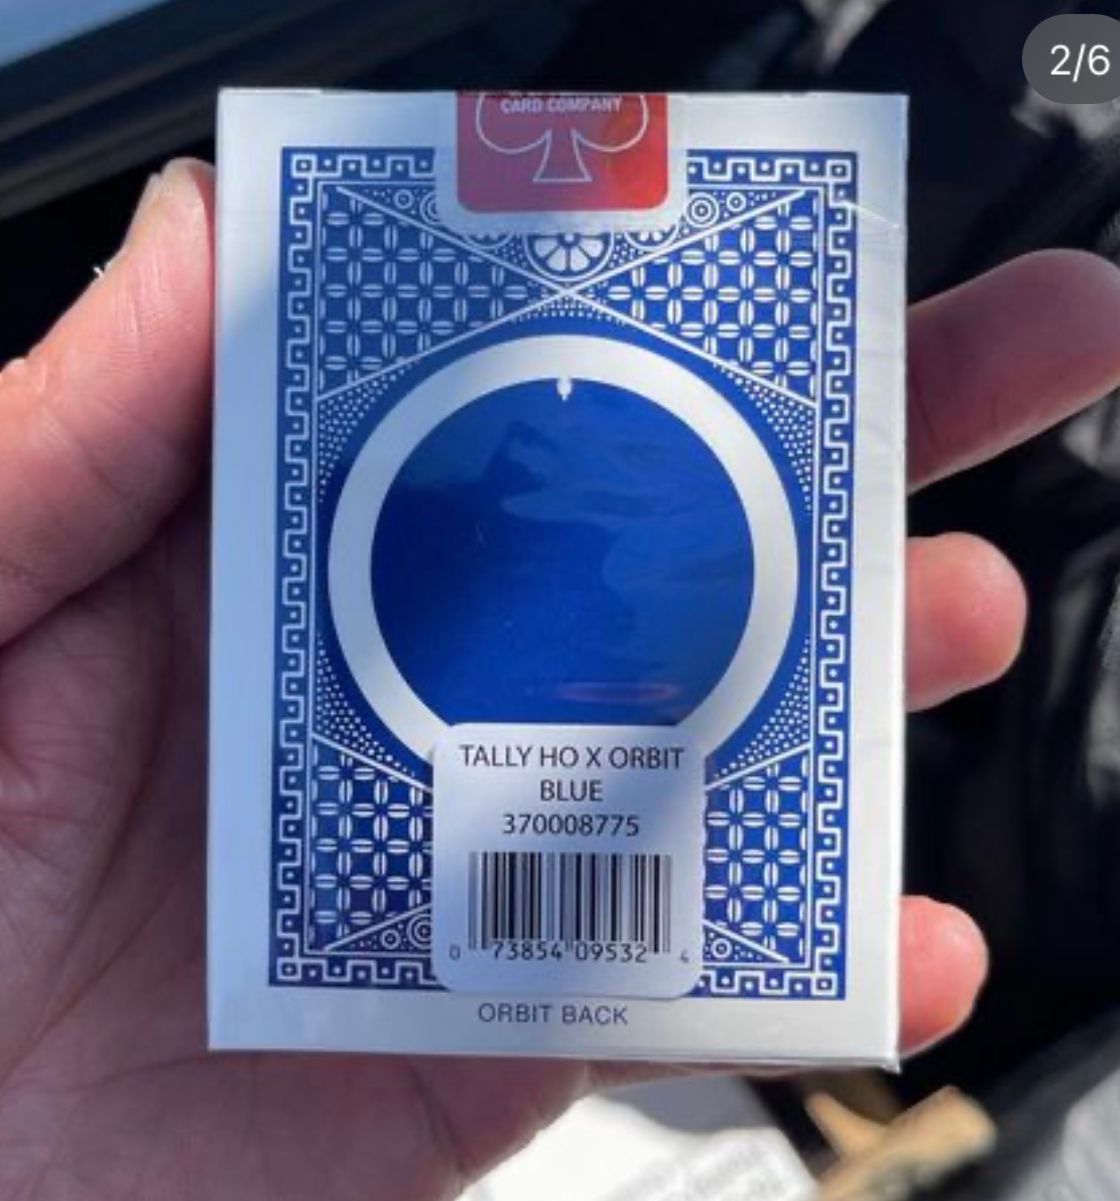 2/6
CARD COMPANY
TALLY HO X ORBIT
BLUE
370008775
0 73854 09532 4
ORBIT BACK